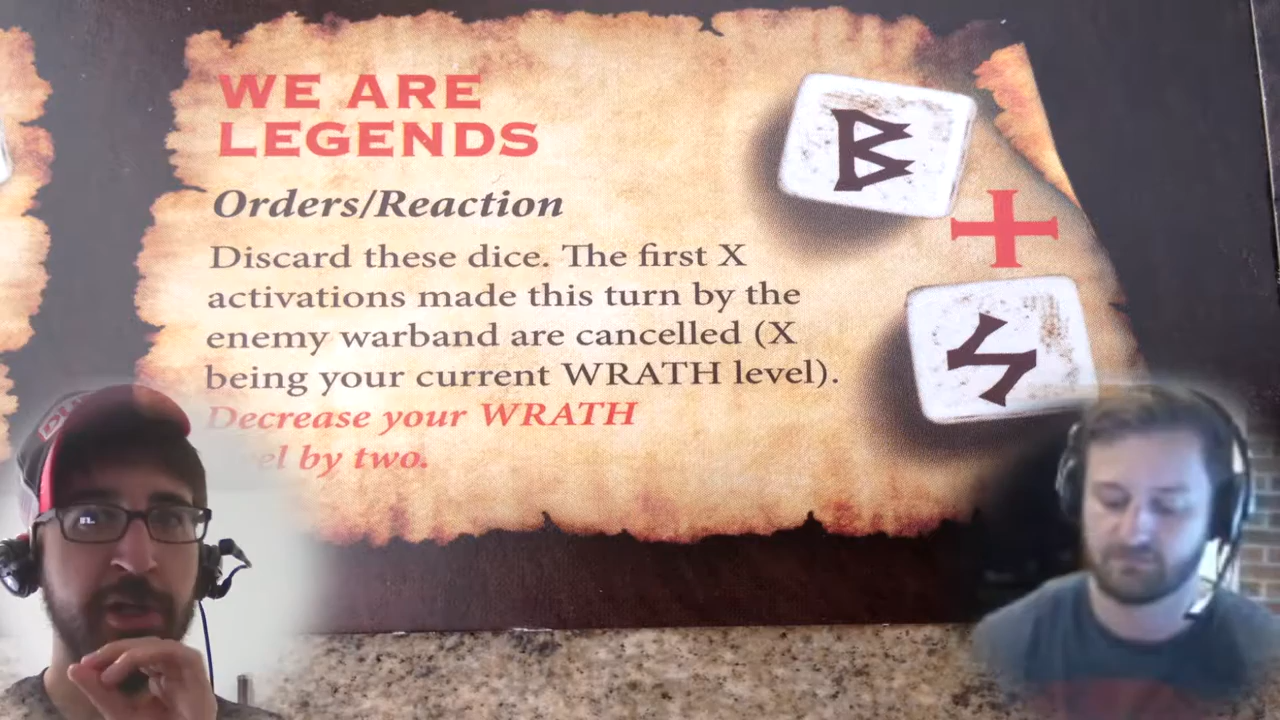 WE ARE
LEGENDS
Orders/Reaction
Discard these dice. The first X
activations made this turn by the
enemy warband are cancelled (X
being your current WRATH level).
Decrease your WRATH
by two.